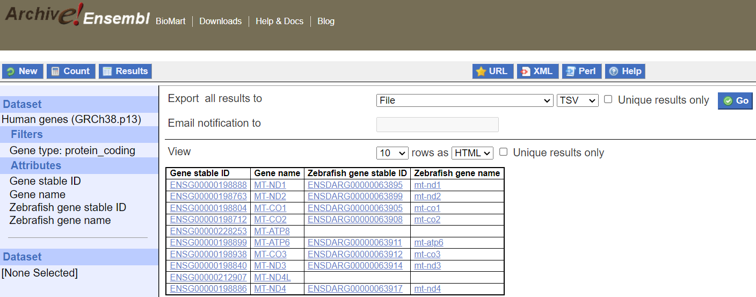 Archive! Ensembl BioMart | Downloads | Help & Docs | Blog
New Count Results URL XML Perl Help
Dataset
Human genes (GRCh38.p13)
Filters
Gene type: protein_coding
Attributes
Gene stable ID
Gene name
Zebrafish gene stable ID
Zebrafish gene name
Dataset
[None Selected]
Export all results to File TSV Unique results only Go
Email notification to
View 10 rows as HTML Unique results only
Gene stable ID Gene name Zebrafish gene stable ID Zebrafish gene name
ENSG00000198888 MT-ND1 ENSDARG00000063895 mt-nd1
ENSG00000198763 MT-ND2 ENSDARG00000063899 mt-nd2
ENSG00000198804 MT-CO1 ENSDARG00000063905 mt-co1
ENSG00000198712 MT-CO2 ENSDARG00000063908 mt-co2
ENSG00000228253 MT-ATP8
ENSG00000198899 MT-ATP6 ENSDARG00000063911 mt-atp6
ENSG00000198938 MT-CO3 ENSDARG00000063912 mt-co3
ENSG00000198840 MT-ND3 ENSDARG00000063914 mt-nd3
ENSG00000212907 MT-ND4L
ENSG00000198886 MT-ND4 ENSDARG00000063917 mt-nd4